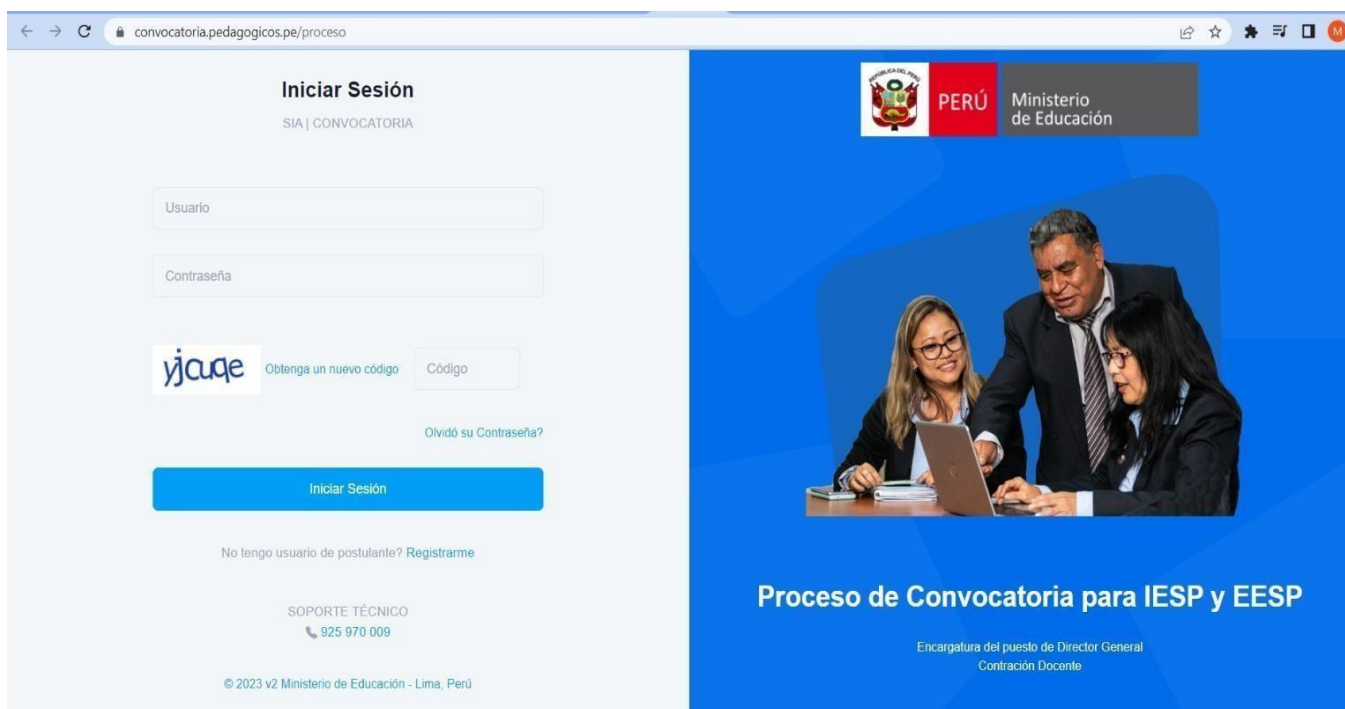 convocatoria.pedagogicos.pe/proceso
M
Iniciar Sesión
SIA | CONVOCATORIA
Usuario
Contraseña
yjcuqe
Obtenga un nuevo código
Código
Olvidó su Contraseña?
Iniciar Sesión
No tengo usuario de postulante? Registrarme
SOPORTE TÉCNICO
925 970 009
© 2023 v2 Ministerio de Educación - Lima, Perú
REPÚBLICA DEL PERÚ
PERÚ
Ministerio
de Educación
Proceso de Convocatoria para IESP y EESP
Encargatura del puesto de Director General
Contración Docente